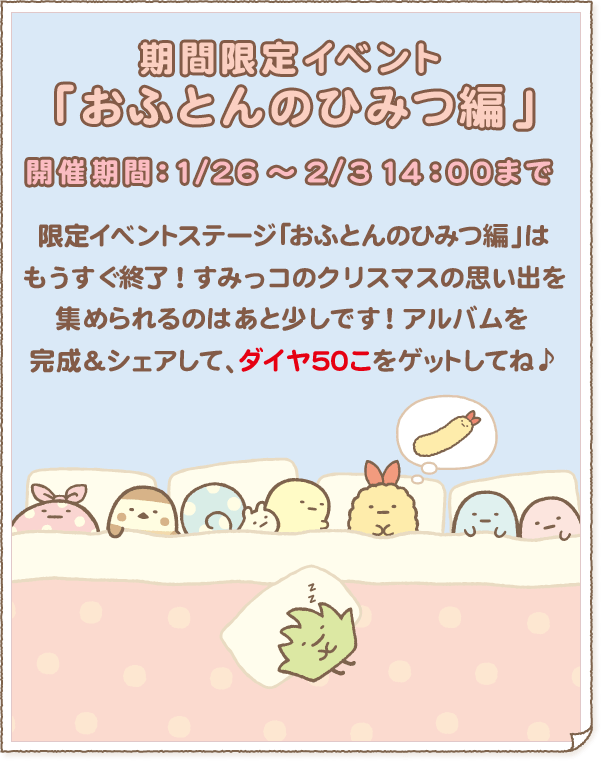 期間限定イベント
「おふとんのひみつ編」
開催期間：1/26 ～ 2/3 14：00まで
限定イベントステージ「おふとんのひみつ編」は
もうすぐ終了！すみっコのクリスマスの思い出を
集められるのはあと少しです！アルバムを
完成＆シェアして、ダイヤ50こをゲットしてね♪
z
z